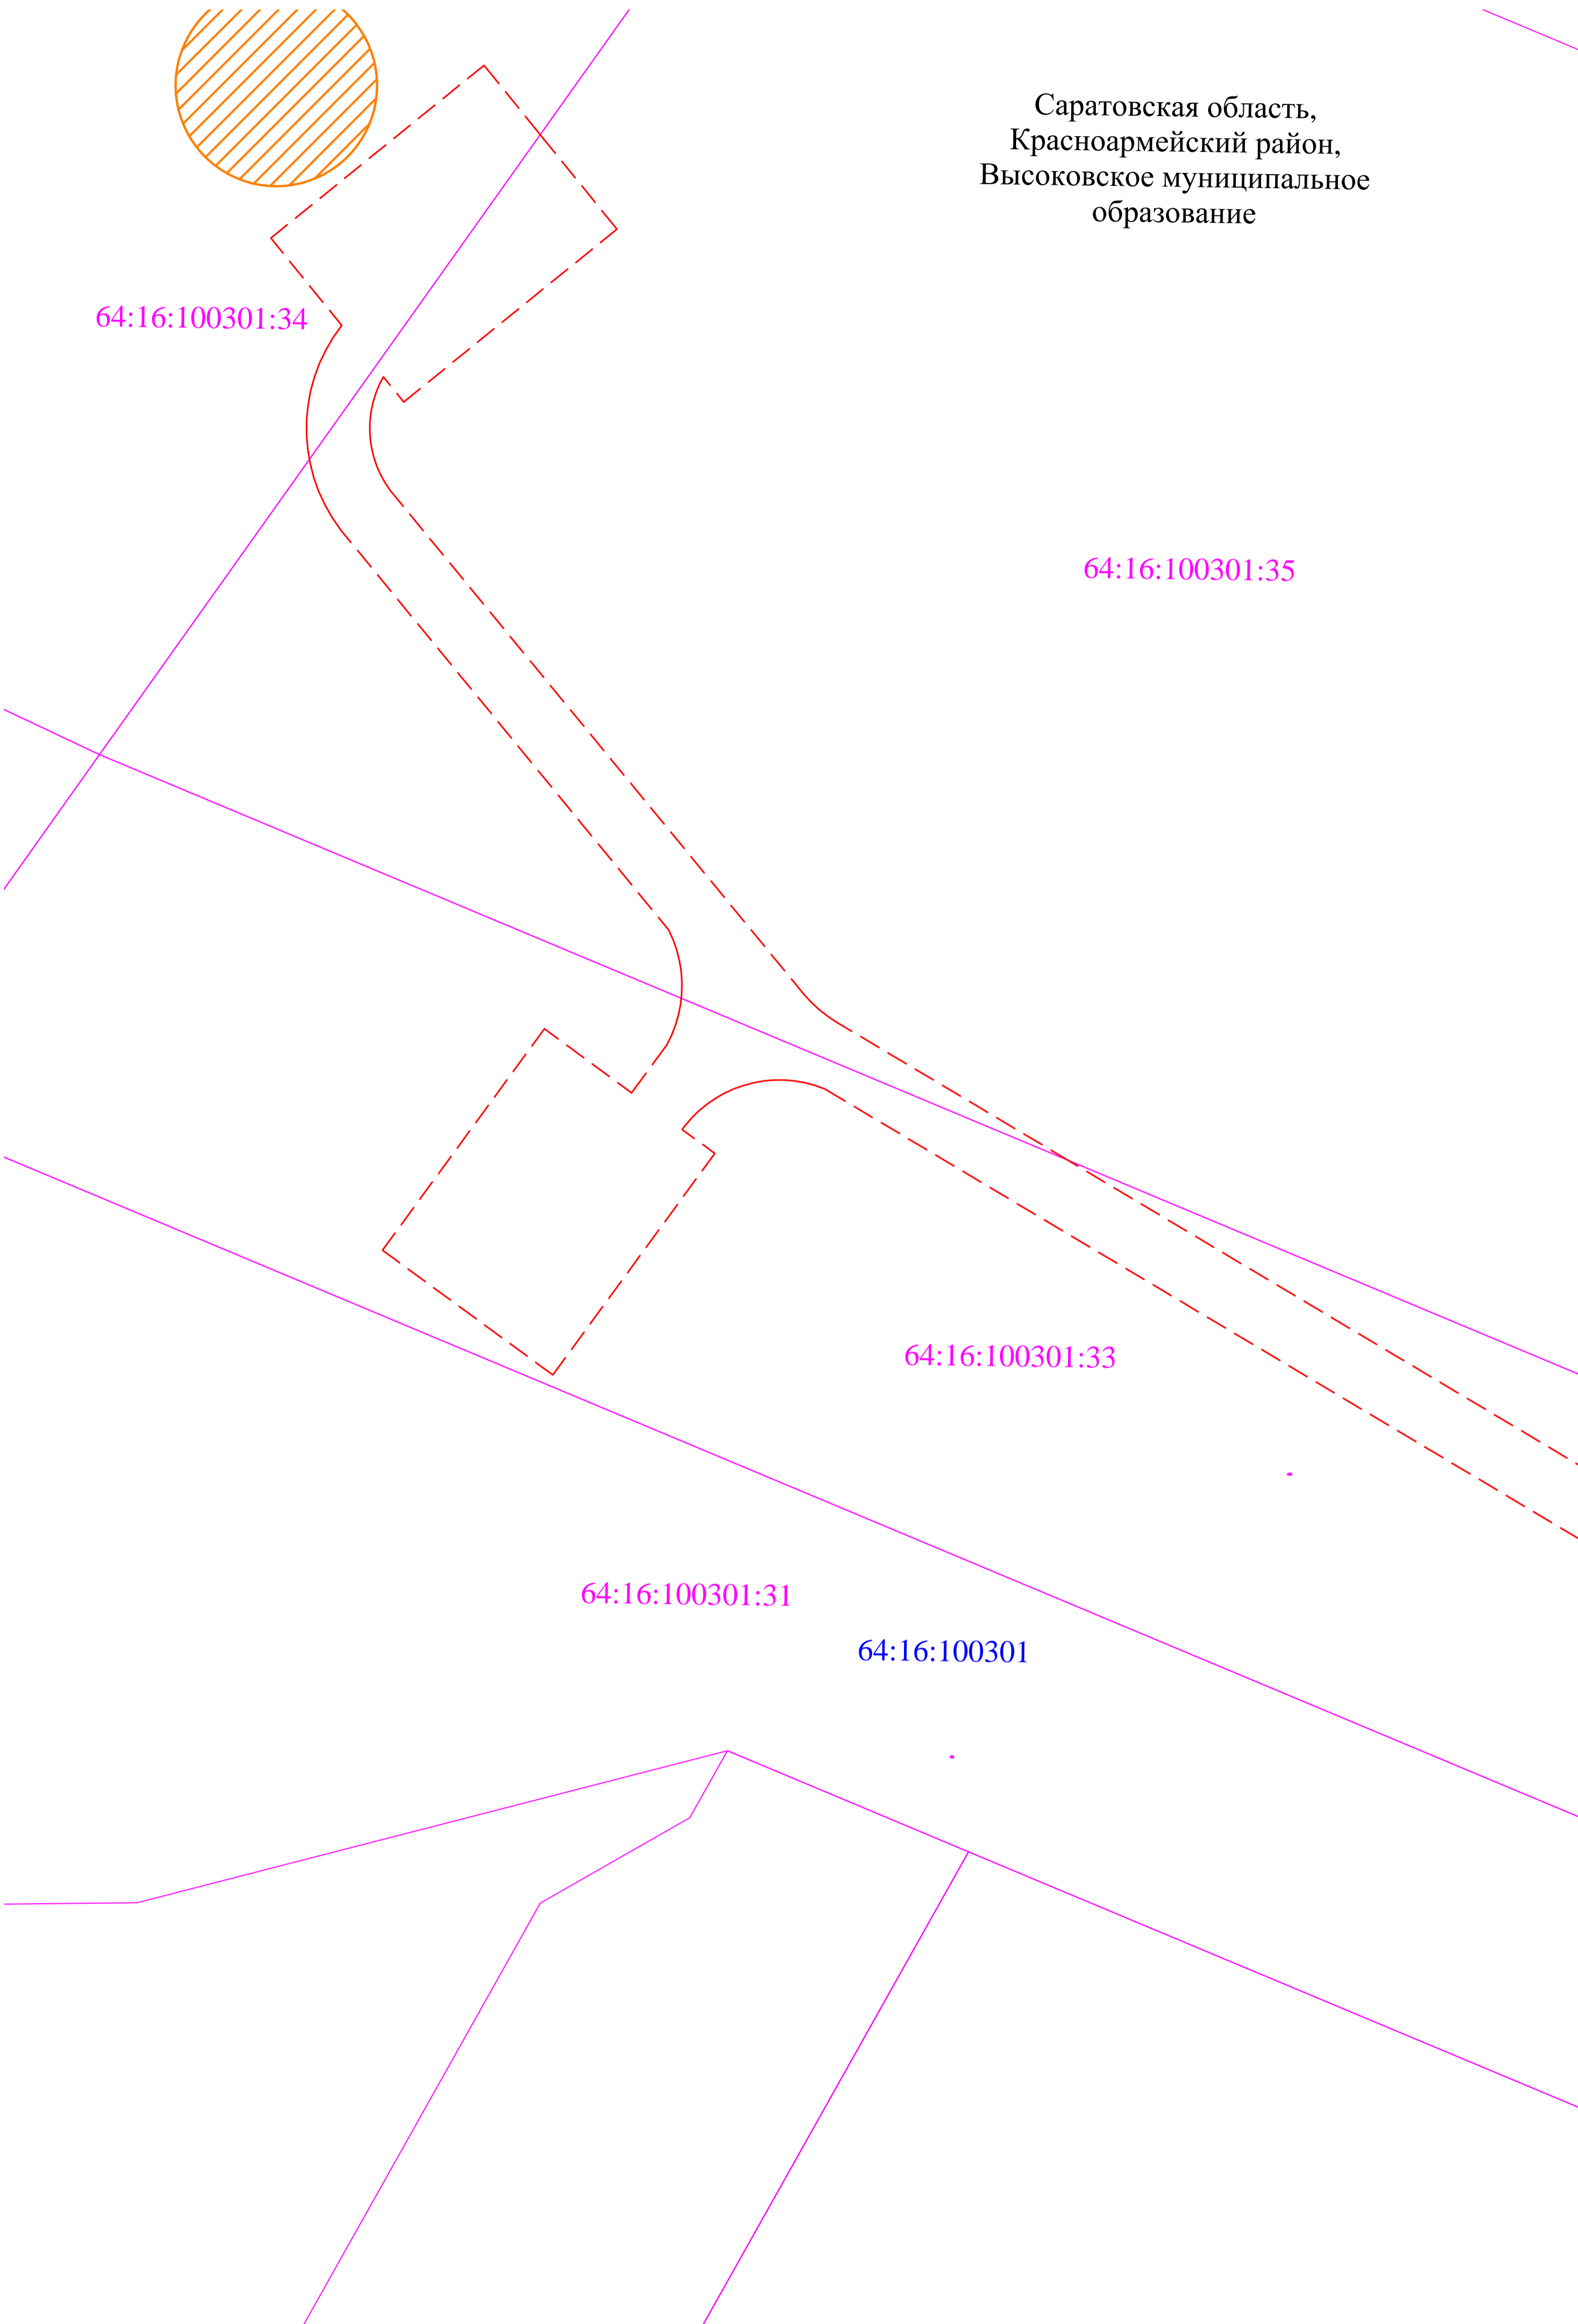 Саратовская область,
Красноармейский район,
Высоковское муниципальное
образование
64:16:100301:34
64:16:100301:35
64:16:100301:33
64:16:100301:31
64:16:100301